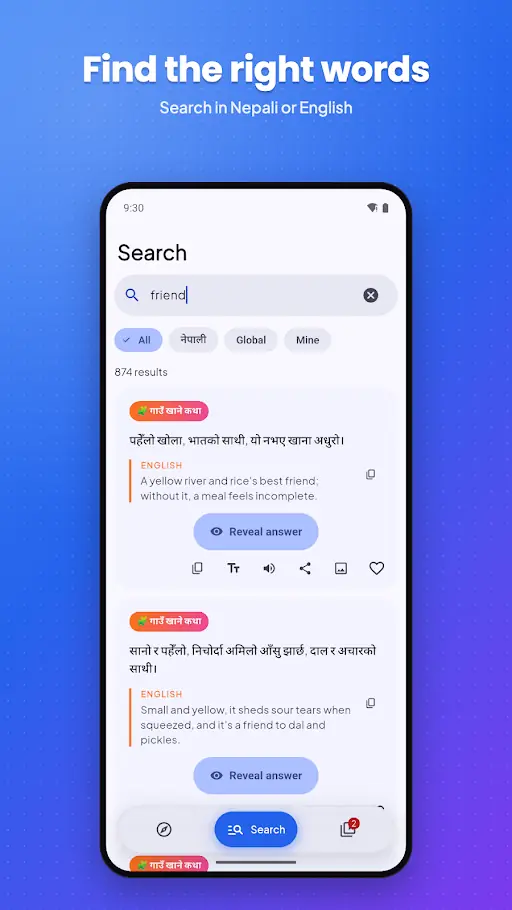 Find the right words
Search in Nepali or English
9:30
Search
friend
All
नेपाली
Global
Mine
874 results
गाउँ खाने कथा
पहेँलो खोला, भातको साथी, यो नभए खाना अधुरो।
ENGLISH
A yellow river and rice's best friend;
without it, a meal feels incomplete.
Reveal answer
Tт
गाउँ खाने कथा
सानो र पहेँलो, निचोर्दा अमिलो आँसु झार्छ, दाल र अचारको
साथी।
ENGLISH
Small and yellow, it sheds sour tears when
squeezed, and it's a friend to dal and
pickles.
Reveal answer
Search
2
गाउँ खाने कथा